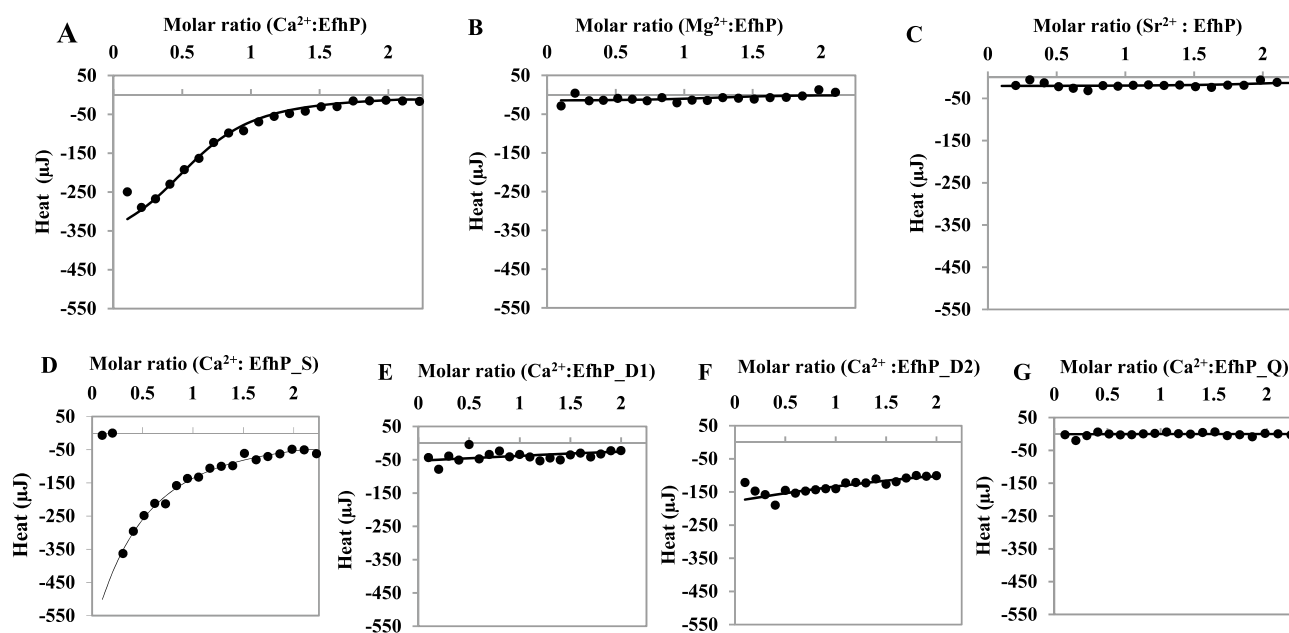 A
Molar ratio (Ca²⁺:EfhP)
0 0.5 1 1.5 2
50
-50
-150
-250
-350
-450
-550
Heat (µJ)
B
Molar ratio (Mg²⁺:EfhP)
0 0.5 1 1.5 2
50
-50
-150
-250
-350
-450
-550
Heat (µJ)
C
Molar ratio (Sr²⁺ : EfhP)
0 0.5 1 1.5 2
-50
-150
-250
-350
-450
-550
Heat (µJ)
D
Molar ratio (Ca²⁺: EfhP_S)
0 0.5 1 1.5 2
50
-50
-150
-250
-350
-450
-550
Heat (µJ)
E
Molar ratio (Ca²⁺:EfhP_D1)
0 0.5 1 1.5 2
50
-50
-150
-250
-350
-450
-550
Heat (µJ)
F
Molar ratio (Ca²⁺ :EfhP_D2)
0 0.5 1 1.5 2
50
-50
-150
-250
-350
-450
-550
Heat (µJ)
G
Molar ratio (Ca²⁺:EfhP_Q)
0 0.5 1 1.5 2
50
-50
-150
-250
-350
-450
-550
Heat (µJ)